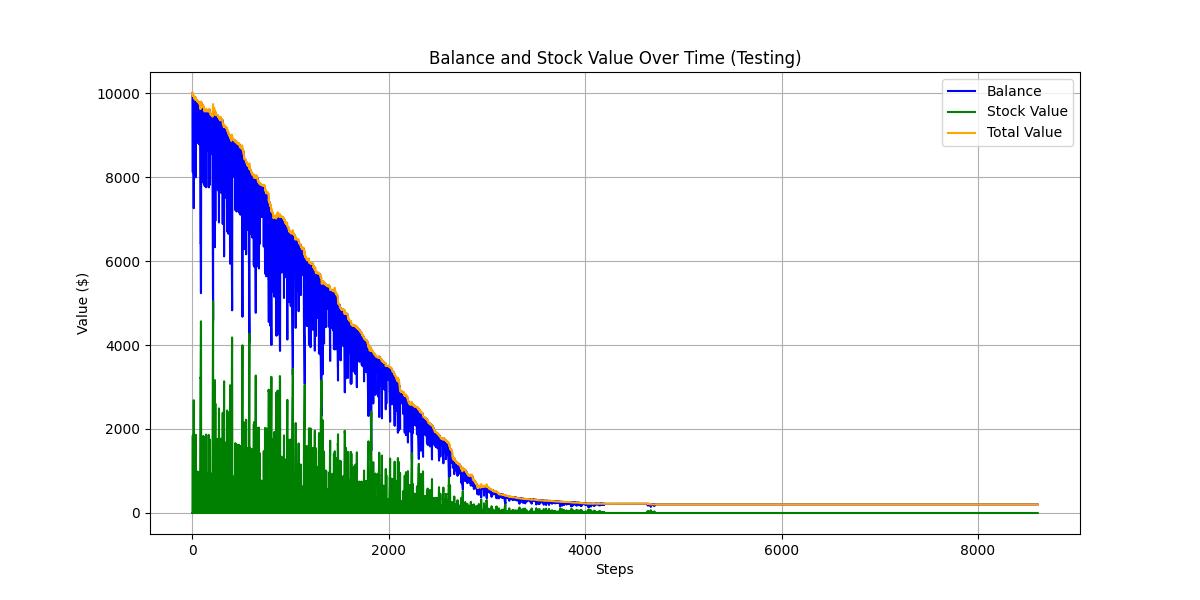 Balance and Stock Value Over Time (Testing)
Balance
Stock Value
Total Value
10000
8000
6000
4000
2000
0
Value ($)
0 2000 4000 6000 8000
Steps